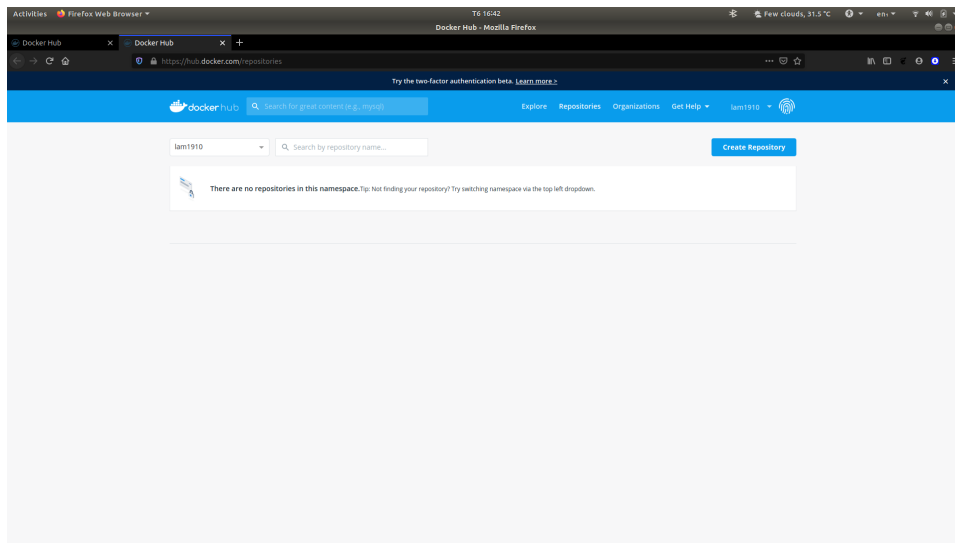 Activities Firefox Web Browser T6 16:42 Few clouds, 31.5 °C en₁
Docker Hub - Mozilla Firefox
Docker Hub Docker Hub
https://hub.docker.com/repositories
Try the two-factor authentication beta. Learn more >
dockerhub Search for great content (e.g., mysql) Explore Repositories Organizations Get Help lam1910
lam1910 Search by repository name... Create Repository
There are no repositories in this namespace. Tip: Not finding your repository? Try switching namespace via the top left dropdown.